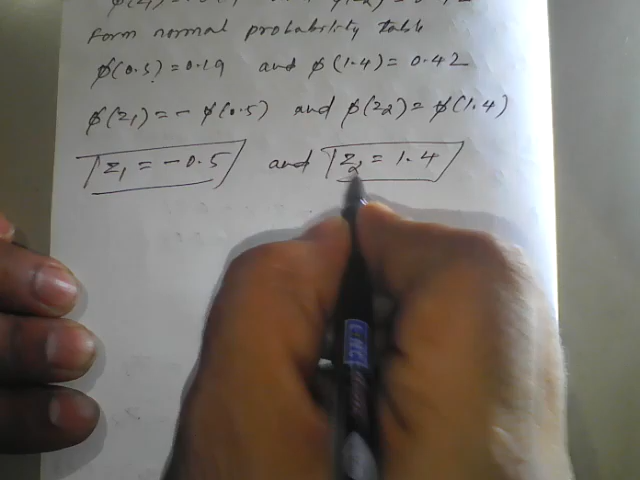 form normal probability table
φ(0.5) = 0.19 and φ(1.4) = 0.42
φ(z₁) = - φ(0.5) and φ(z₂) = φ(1.4)
z₁ = -0.5 and z₂ = 1.4